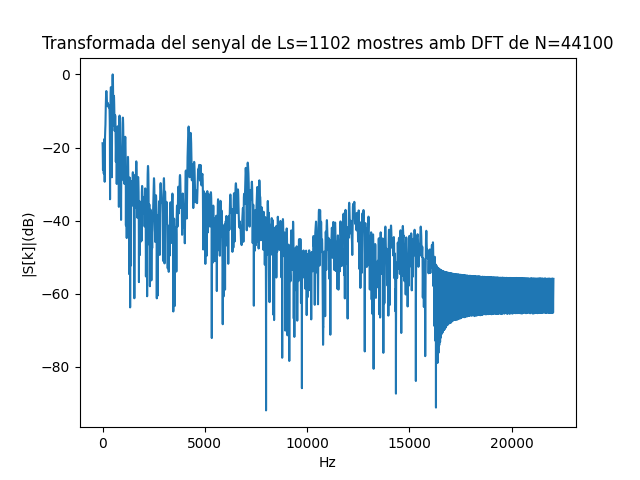 Transformada del senyal de Ls=1102 mostres amb DFT de N=44100
|S[k]|(dB)
0
−20
−40
−60
−80
0 5000 10000 15000 20000
Hz